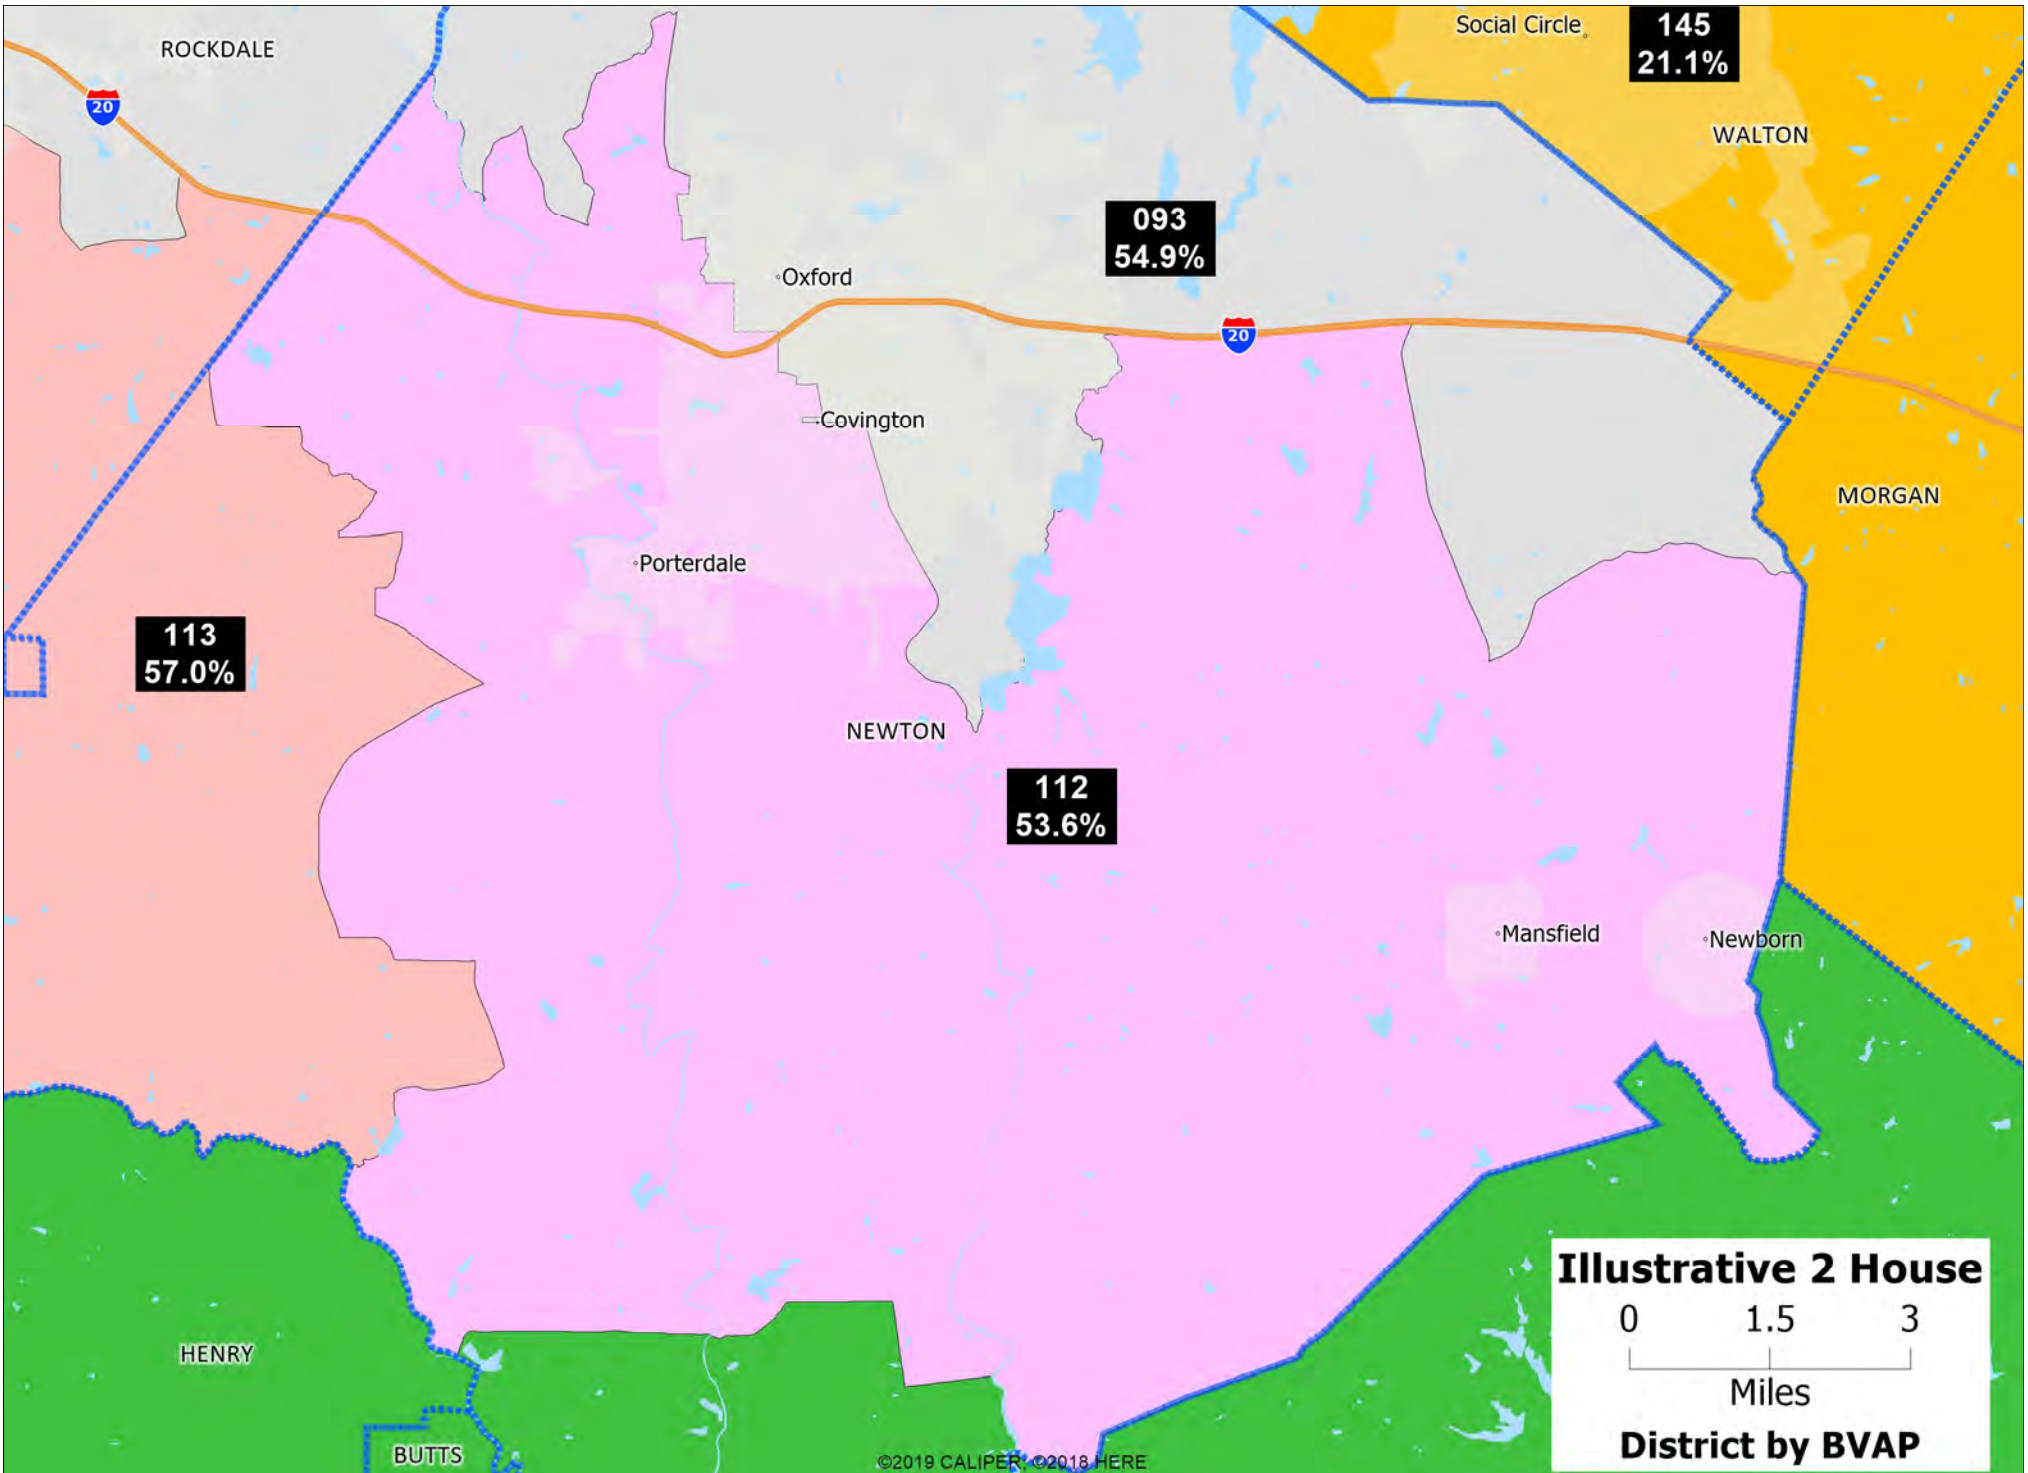 Social Circle
145
21.1%
ROCKDALE
20
WALTON
093
54.9%
Oxford
20
Covington
MORGAN
Porterdale
113
57.0%
NEWTON
112
53.6%
Mansfield
Newborn
Illustrative 2 House
0 1.5 3
Miles
District by BVAP
HENRY
BUTTS
©2019 CALIPER; ©2018 HERE